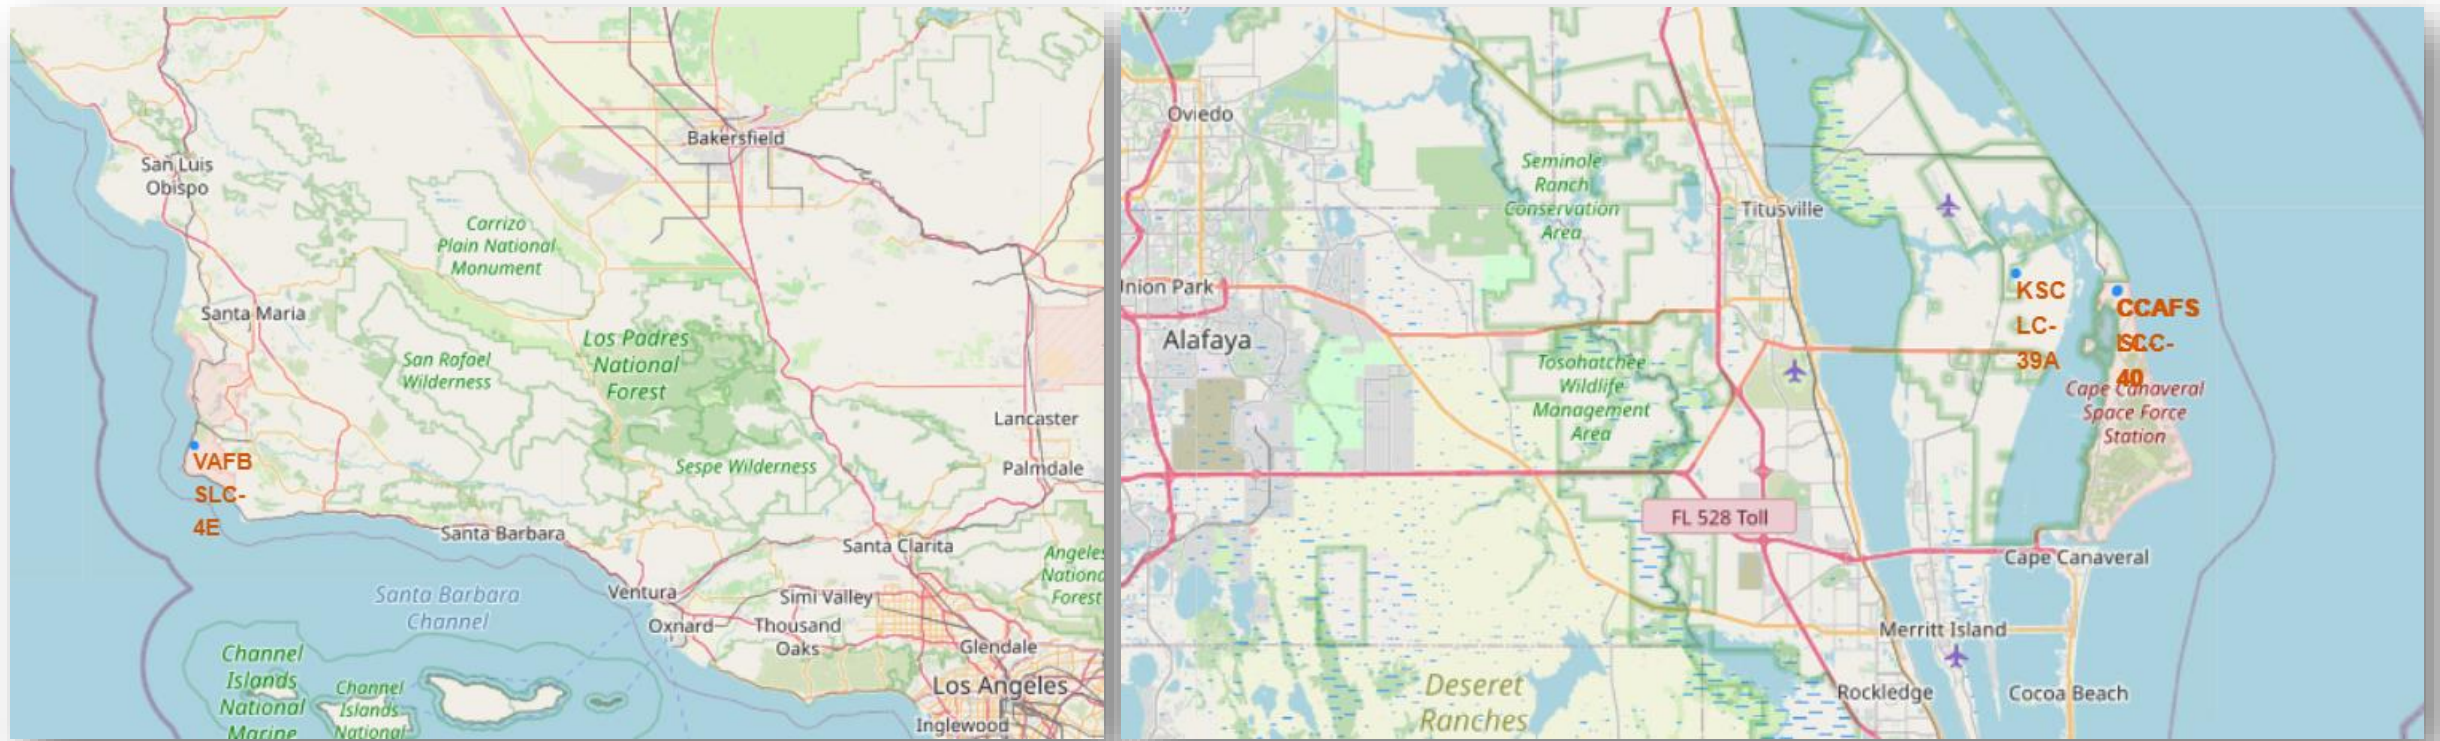 San Luis
Obispo
Bakersfield
Carrizo
Plain National
Monument
Santa Maria
San Rafael
Wilderness
Los Padres
National
Forest
Lancaster
Palmdale
Sespe Wilderness
VAFB
SLC-
4E
Santa Barbara
Santa Clarita
Angeles
National
Forest
Santa Barbara
Channel
Ventura
Simi Valley
Oxnard
Thousand
Oaks
Glendale
Channel
Islands
National
Marine
Channel
Islands
National
Los Angeles
Inglewood
Oviedo
Seminole
Ranch
Conservation
Area
Titusville
Union Park
Alafaya
KSC
LC-
39A
CCAFS
SLC-
40
Tosohatchee
Wildlife
Management
Area
Cape Canaveral
Space Force
Station
FL 528 Toll
Cape Canaveral
Merritt Island
Deseret
Ranches
Rockledge
Cocoa Beach